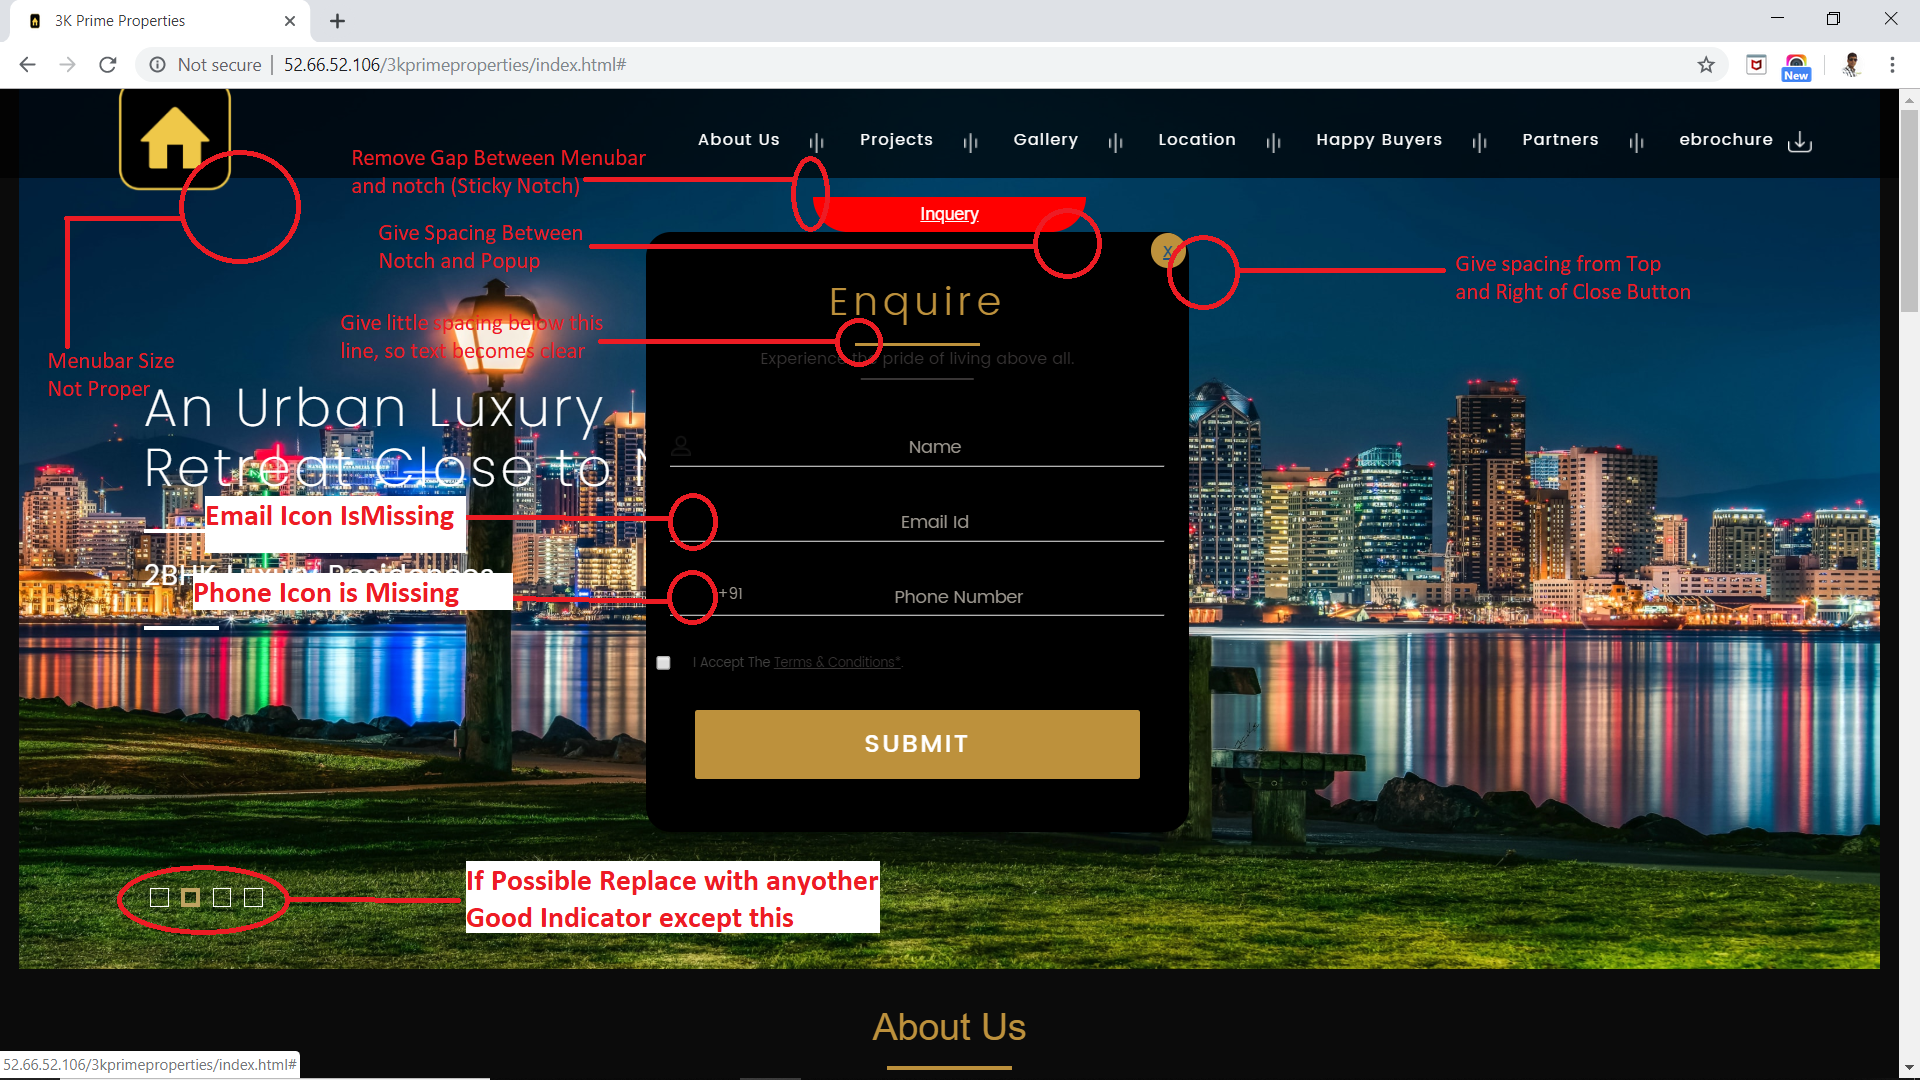 3K Prime Properties
Not secure | 52.66.52.106/3kprimeproperties/index.html#
New
About Us
Projects
Gallery
Location
Happy Buyers
Partners
ebrochure
Remove Gap Between Menubar
and notch (Sticky Notch)
Inquery
Give Spacing Between
Notch and Popup
X
Give spacing from Top
and Right of Close Button
Enquire
Give little spacing below this
line, so text becomes clear
Experience the pride of living above all.
Menubar Size
Not Proper
An Urban Luxury
Retreat Close to
Name
Email Icon IsMissing
Email Id
2BHK Luxury Residences
Phone Icon is Missing
+91
Phone Number
I Accept The Terms & Conditions*.
SUBMIT
If Possible Replace with anyother
Good Indicator except this
About Us
52.66.52.106/3kprimeproperties/index.html#